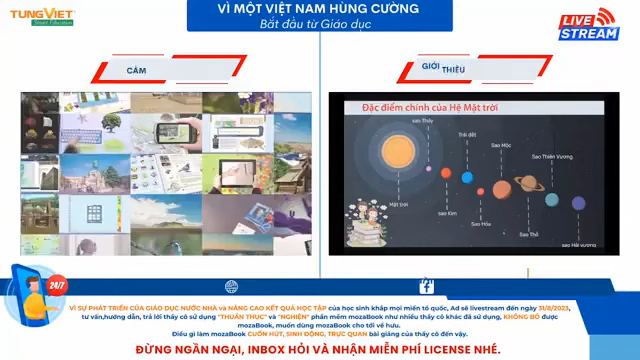 TUNGVIET
Smart Education
VÌ MỘT VIỆT NAM HÙNG CƯỜNG
Bắt đầu từ Giáo dục
LIVE
STREAM
CẢM
GIỚI THIỆU
Đặc điểm chính của Hệ Mặt trời
sao Thủy
Trái đất
Sao Mộc
Sao Thiên Vương
Mặt trời
sao Kim
Sao Hỏa
Sao Thổ
sao Hải vương
24/7
VÌ SỰ PHÁT TRIỂN CỦA GIÁO DỤC NƯỚC NHÀ và NÂNG CAO KẾT QUẢ HỌC TẬP của học sinh khắp mọi miền tổ quốc, Ad sẽ livestream đến ngày 31/8/2023,
tư vấn,hướng dẫn, trả lời thầy cô sử dụng "THUẦN THỤC" và "NGHIỆN" phần mềm mozaBook như nhiều thầy cô khác đã sử dụng, KHÔNG BỎ được
mozaBook, muốn dùng mozaBook cho tới về hưu.
Điều gì làm mozaBook CUỐN HÚT, SINH ĐỘNG, TRỰC QUAN bài giảng của thầy cô đến vậy.
ĐỪNG NGẦN NGẠI, INBOX HỎI VÀ NHẬN MIỄN PHÍ LICENSE NHÉ.